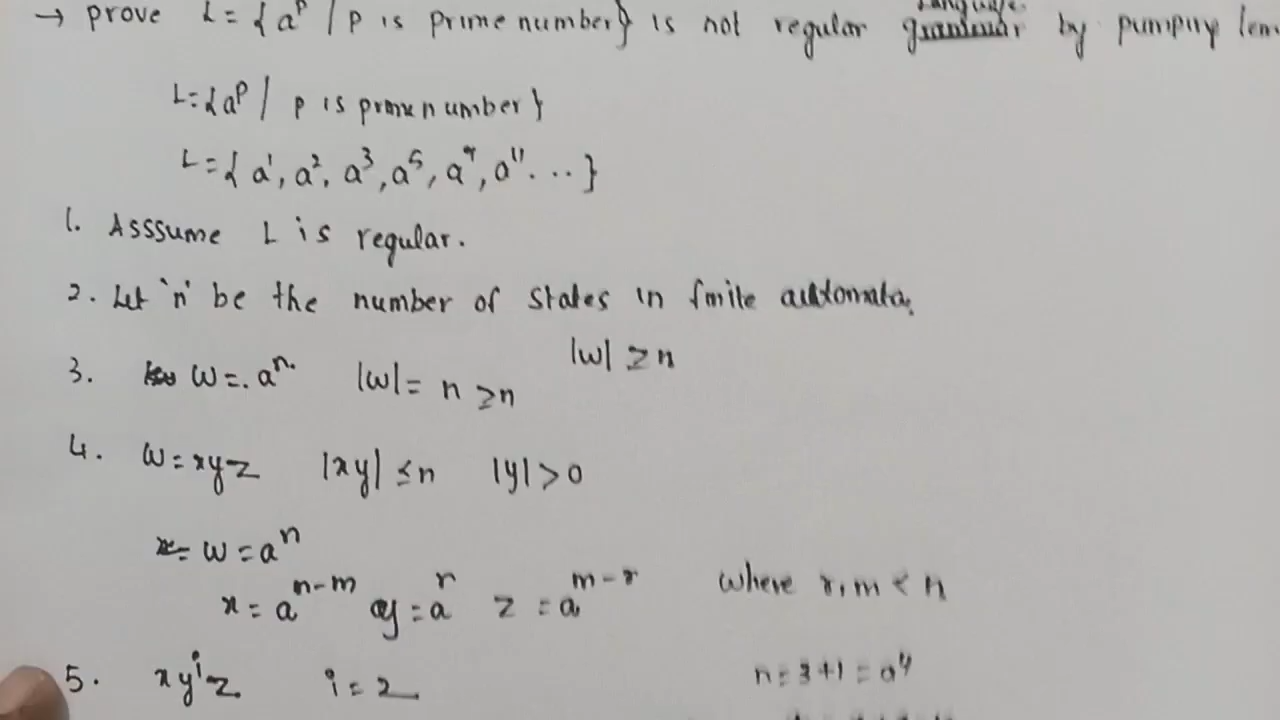 → prove L = { a^p / p is prime number} is not regular language by pumping lem
L = { a^p / p is prime number }
L = { a^1, a^2, a^3, a^5, a^7, a^11 ... }
1. Asssume L is regular.
2. Let 'n' be the number of states in finite automata.
3. w = a^n. |w| = n ≥ n |w| ≥ n
4. w = xyz |xy| ≤ n |y| > 0
w = a^n
x = a^{n-m} y = a^r z = a^{m-r} where r, m < n
5. xy^iz i = 2
n = 3+1 = a^4